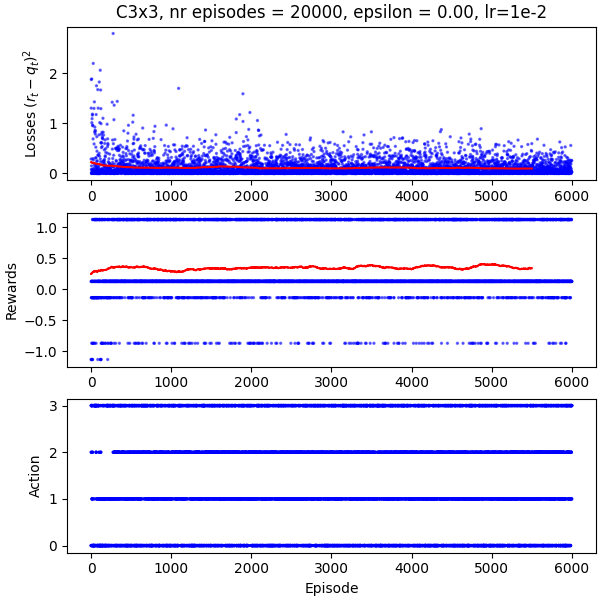 C3x3, nr episodes = 20000, epsilon = 0.00, lr=1e-2
Losses $(r_t - q_t)^2$
2
1
0
0 1000 2000 3000 4000 5000 6000
Rewards
1.0
0.5
0.0
−0.5
−1.0
0 1000 2000 3000 4000 5000 6000
Action
3
2
1
0
0 1000 2000 3000 4000 5000 6000
Episode